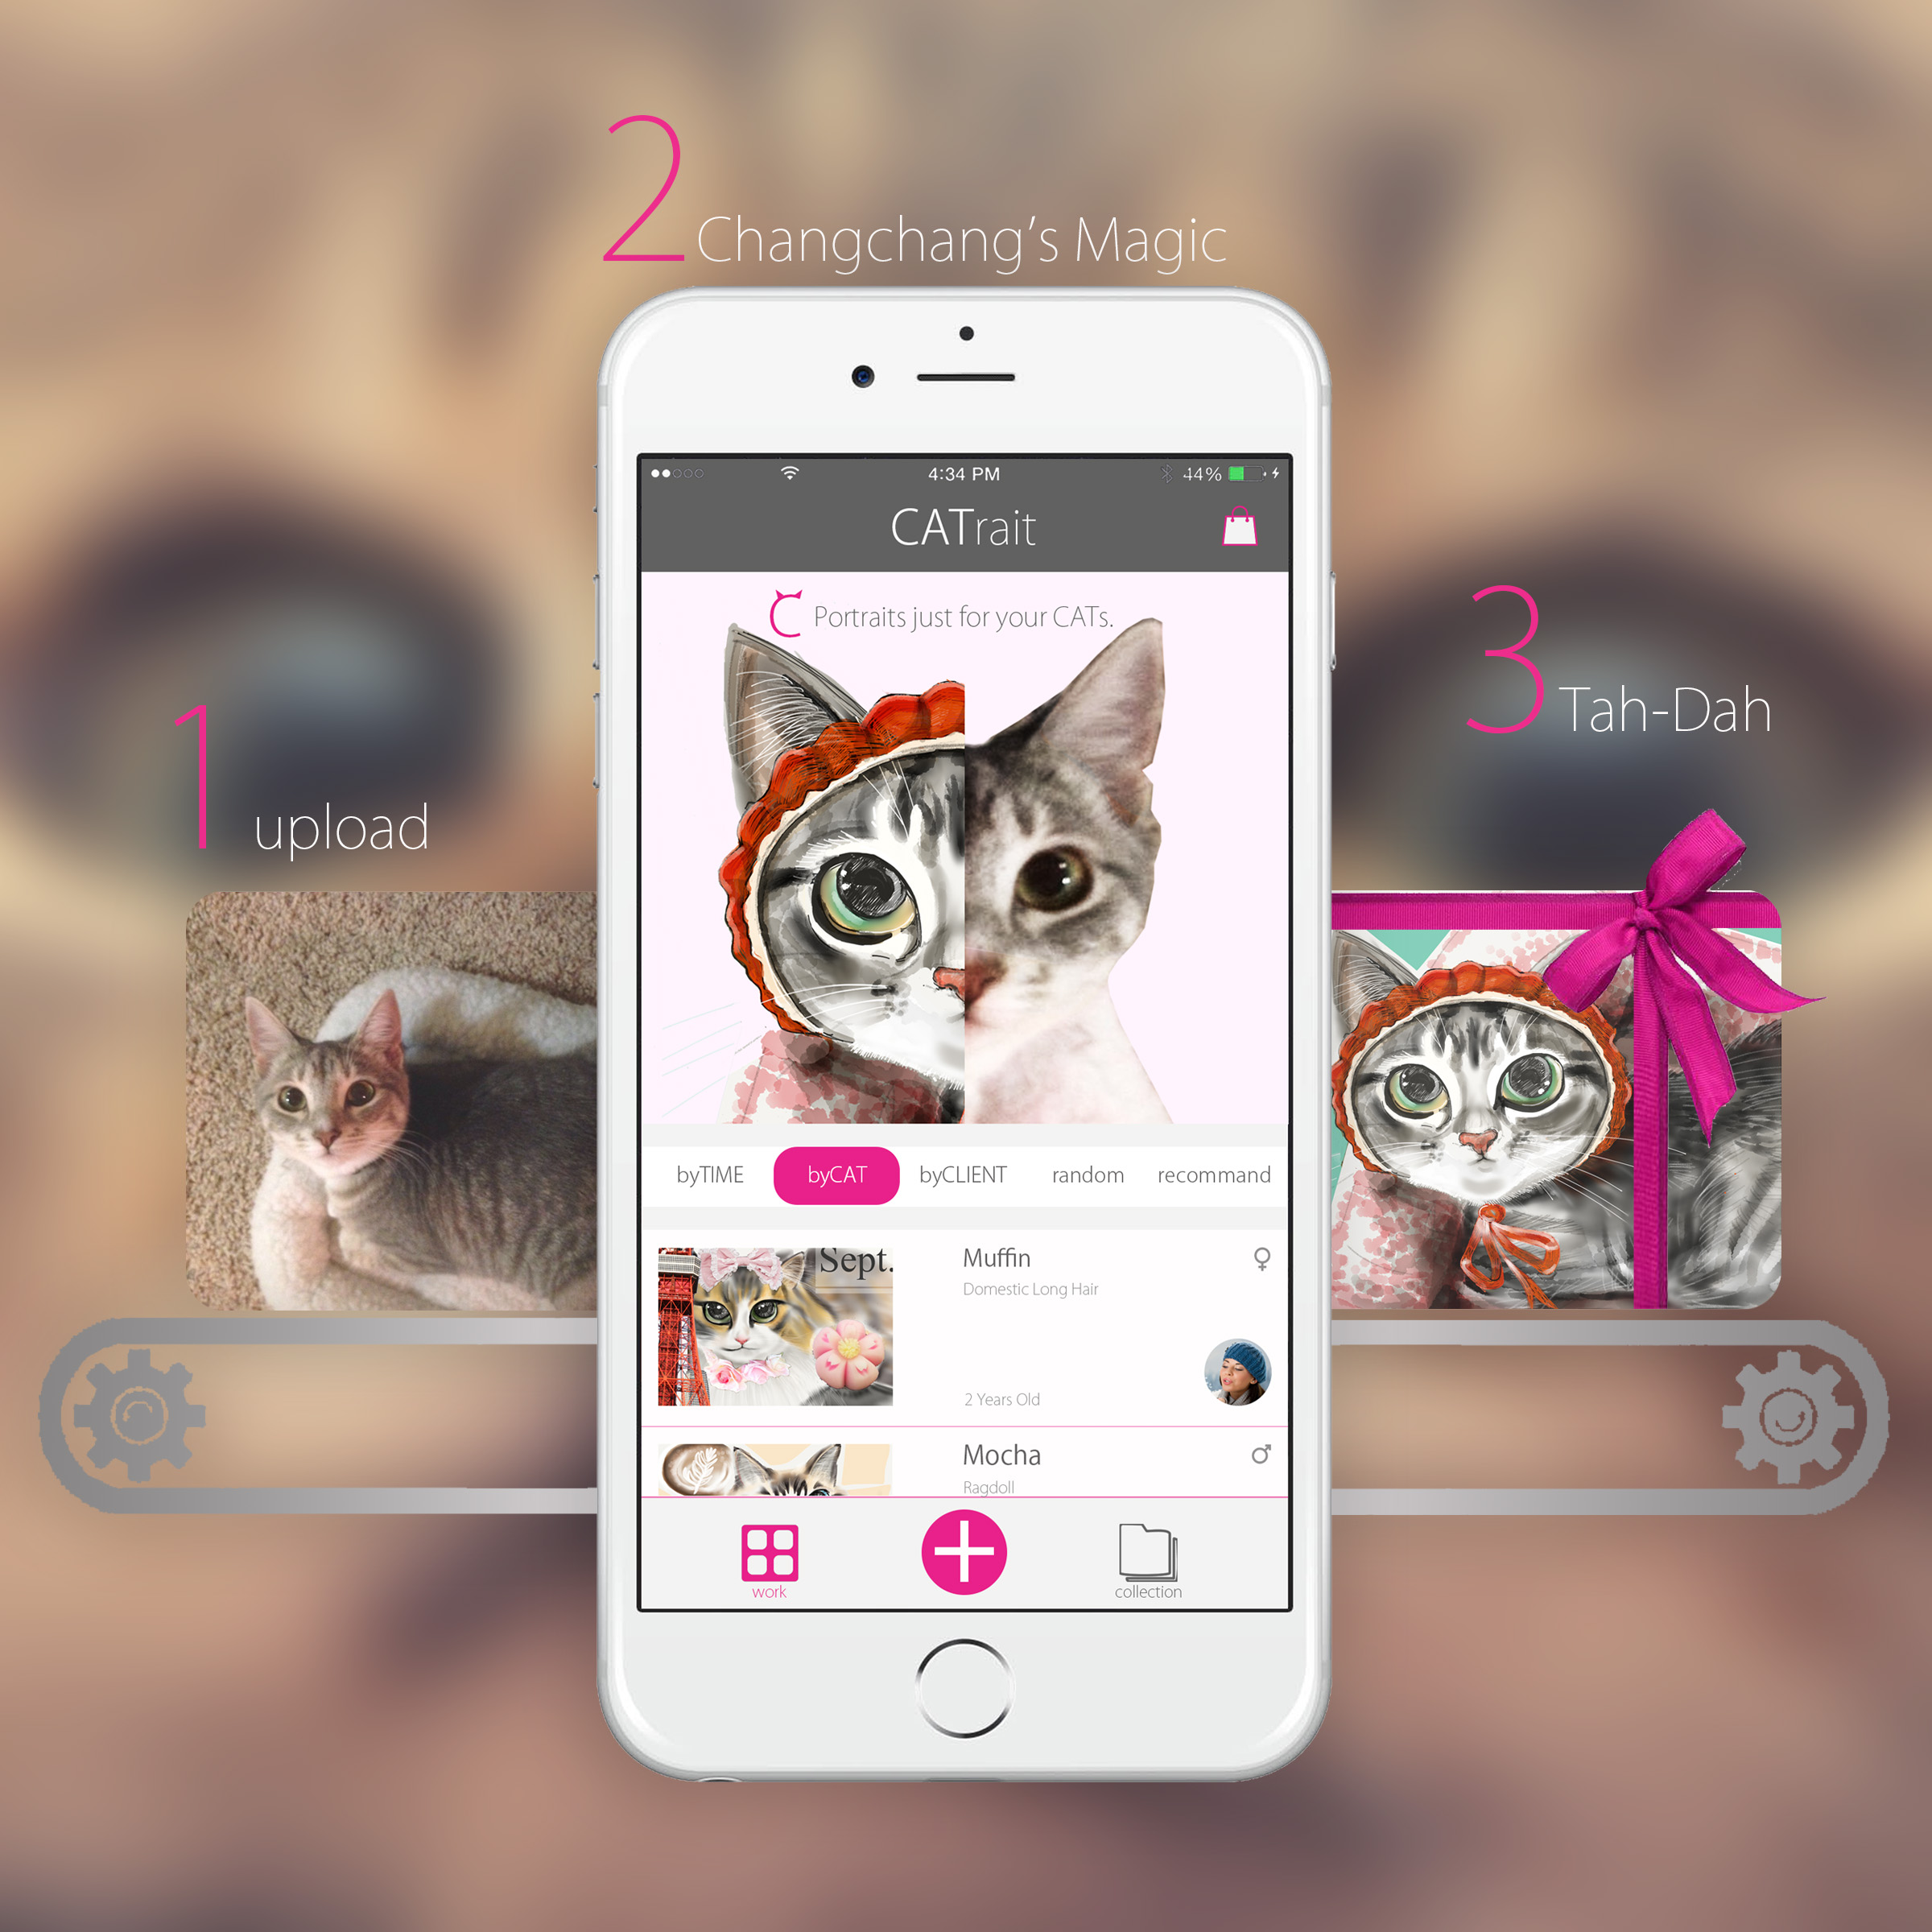 2 Changchang's Magic
1 upload
3 Tah-Dah
4:34 PM
44%
CATrait
Portraits just for your CATs.
byTIME byCAT byCLIENT random recommand
Sept.
Muffin
Domestic Long Hair
2 Years Old
Mocha
Ragdoll
work
collection